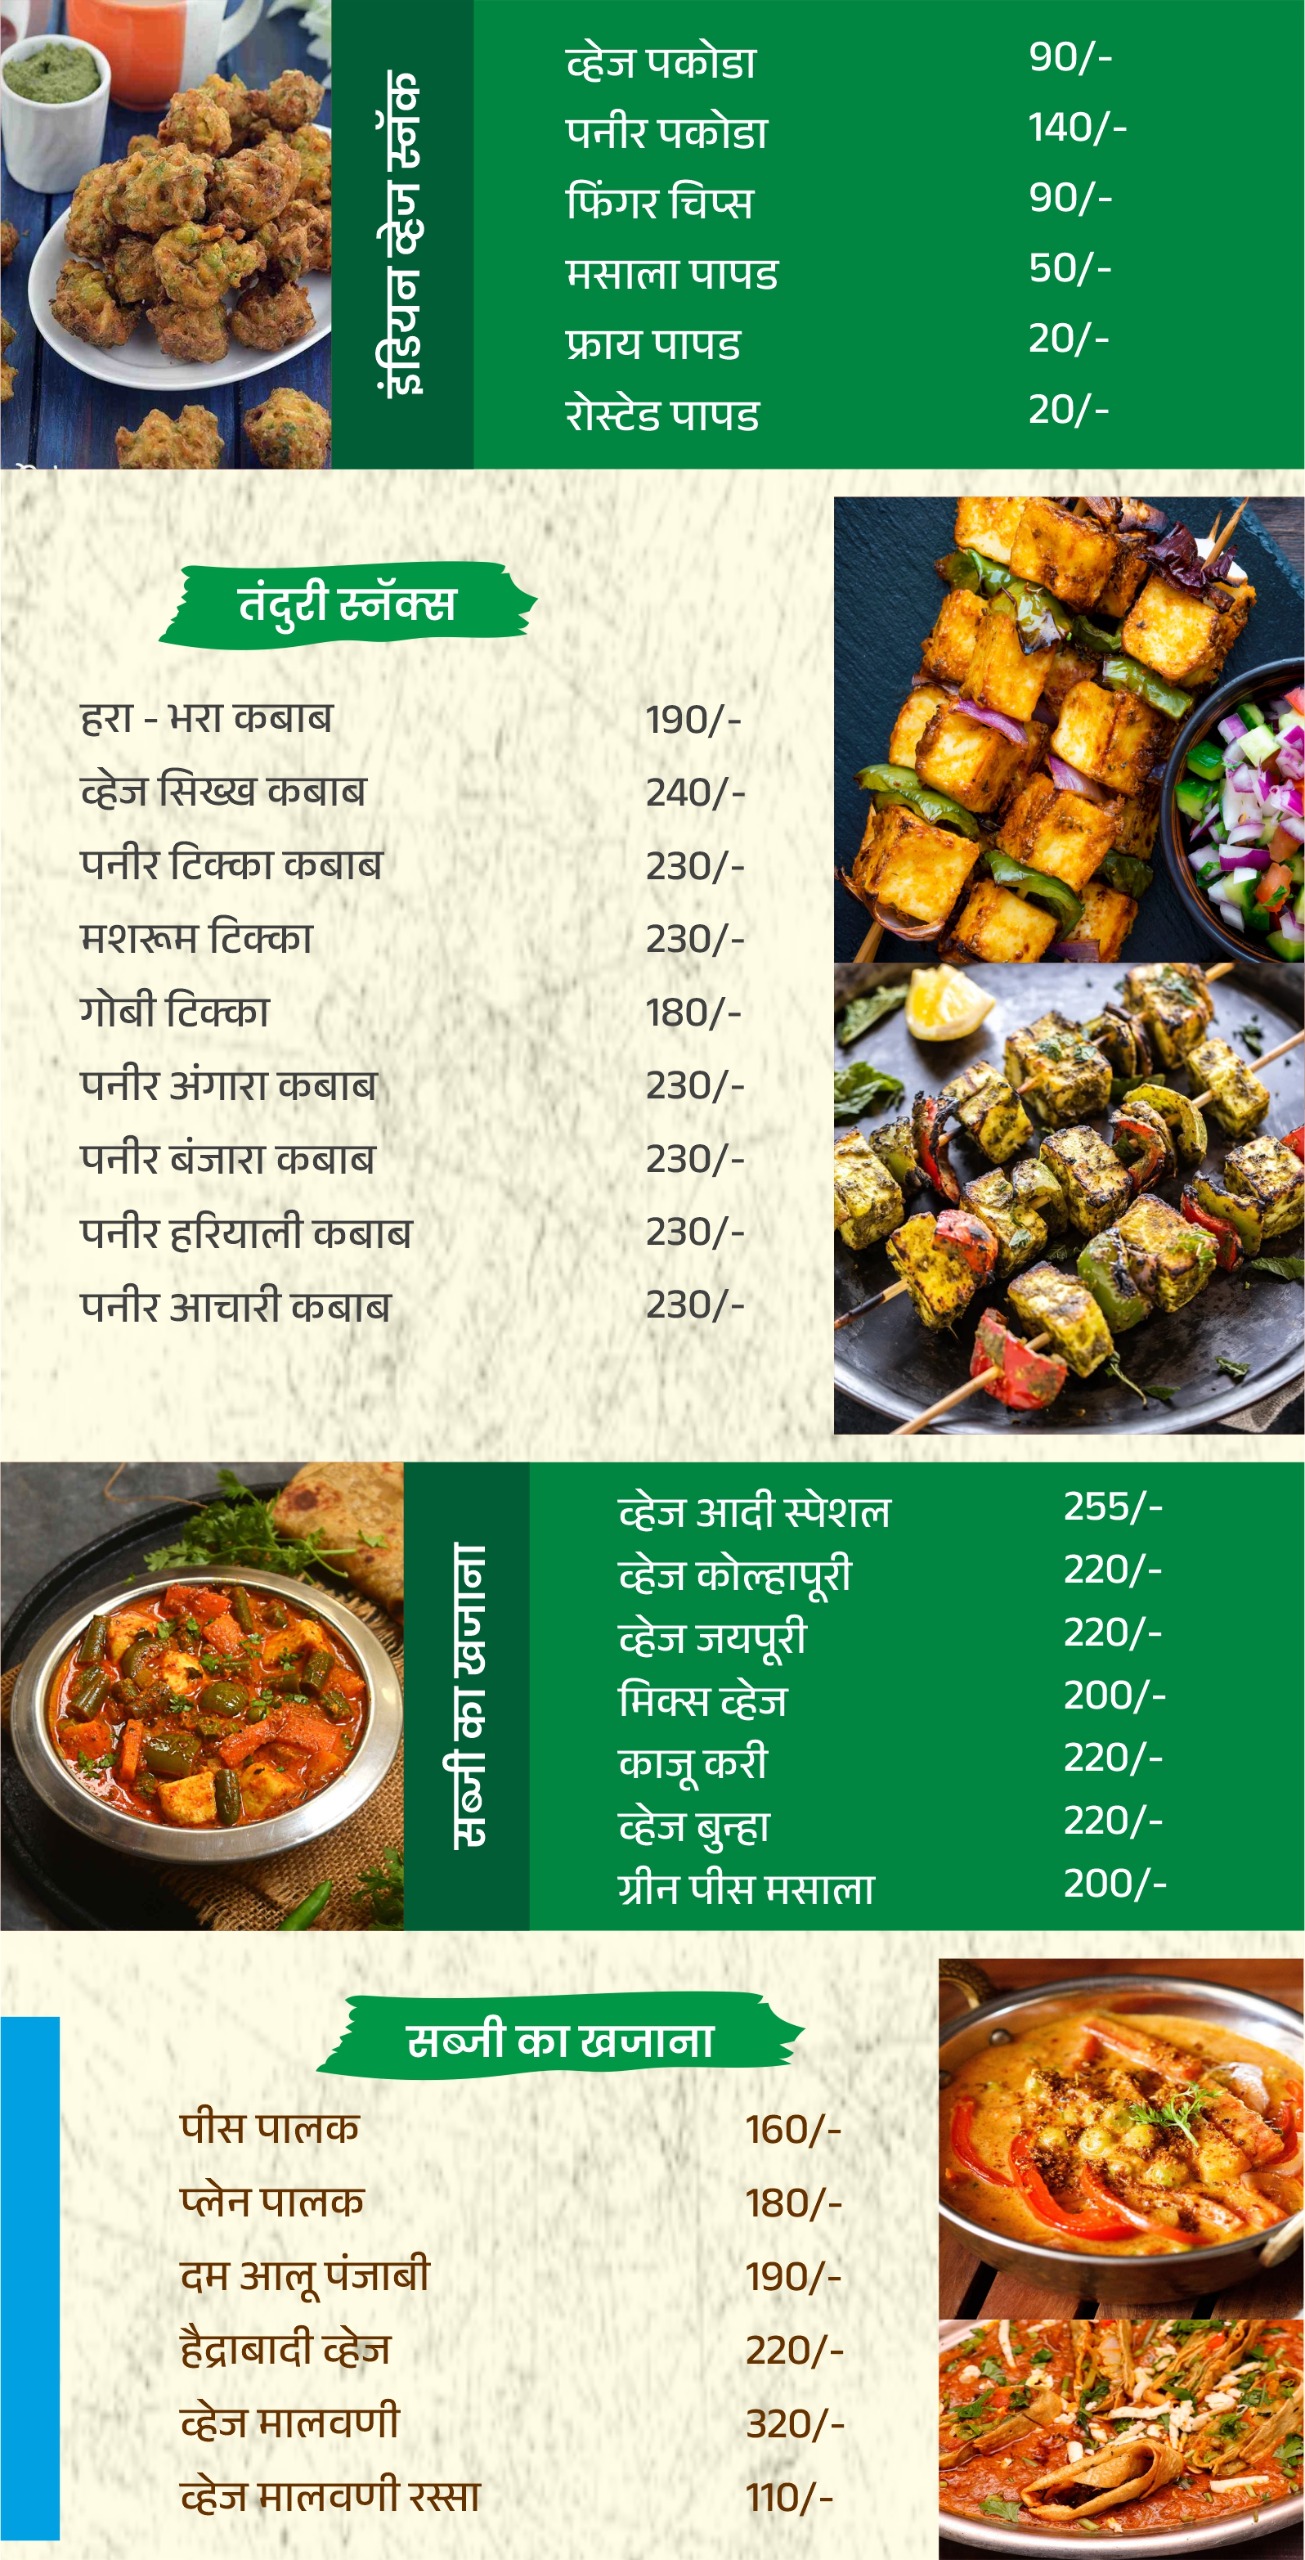 इंडियन व्हेज स्नॅक
व्हेज पकोडा 90/-
पनीर पकोडा 140/-
फिंगर चिप्स 90/-
मसाला पापड 50/-
फ्राय पापड 20/-
रोस्टेड पापड 20/-
तंदुरी स्नॅक्स
हरा - भरा कबाब 190/-
व्हेज सिख्ख कबाब 240/-
पनीर टिक्का कबाब 230/-
मशरूम टिक्का 230/-
गोबी टिक्का 180/-
पनीर अंगारा कबाब 230/-
पनीर बंजारा कबाब 230/-
पनीर हरियाली कबाब 230/-
पनीर आचारी कबाब 230/-
सब्जी का खजाना
व्हेज आदी स्पेशल 255/-
व्हेज कोल्हापूरी 220/-
व्हेज जयपूरी 220/-
मिक्स व्हेज 200/-
काजू करी 220/-
व्हेज बुन्हा 220/-
ग्रीन पीस मसाला 200/-
सब्जी का खजाना
पीस पालक 160/-
प्लेन पालक 180/-
दम आलू पंजाबी 190/-
हैद्राबादी व्हेज 220/-
व्हेज मालवणी 320/-
व्हेज मालवणी रस्सा 110/-